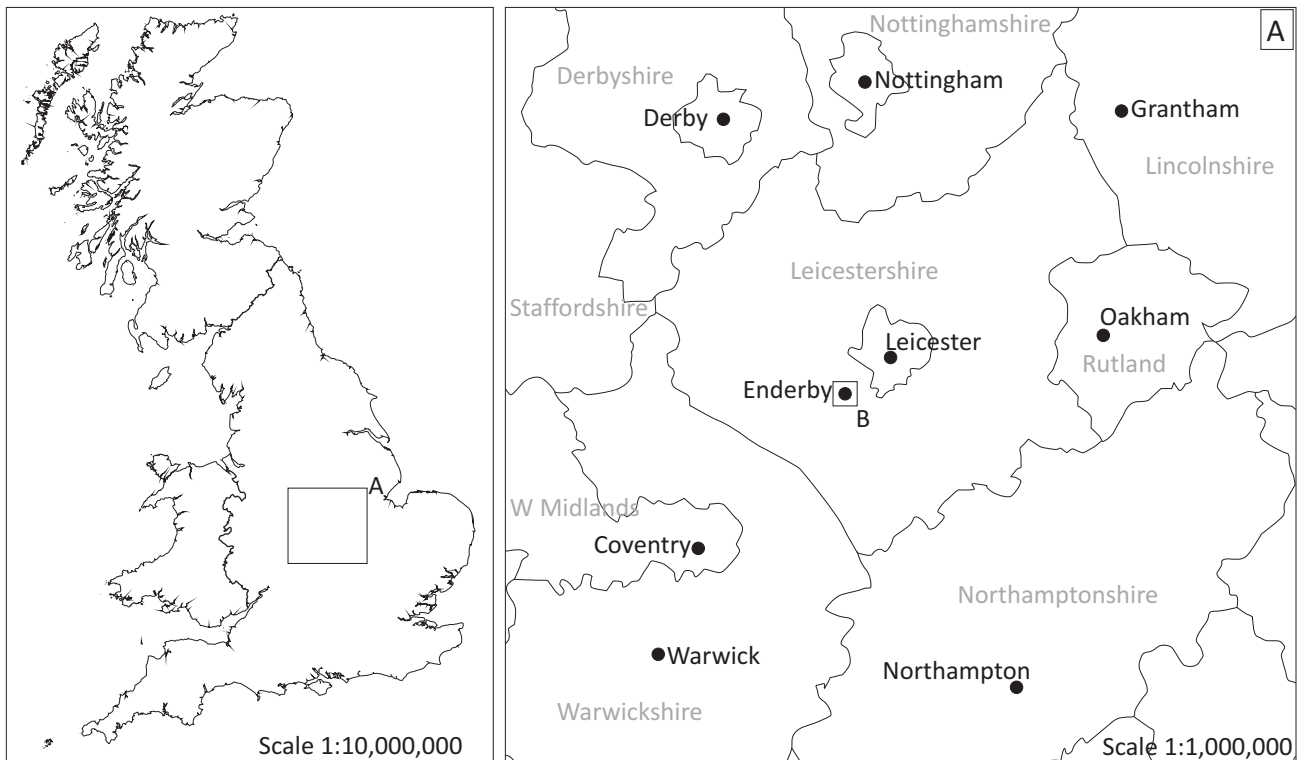 A
Scale 1:10,000,000
A
Nottinghamshire
Derbyshire
Nottingham
Derby
Grantham
Lincolnshire
Leicestershire
Staffordshire
Oakham
Leicester
Rutland
Enderby
B
W Midlands
Coventry
Northamptonshire
Warwick
Northampton
Warwickshire
Scale 1:1,000,000